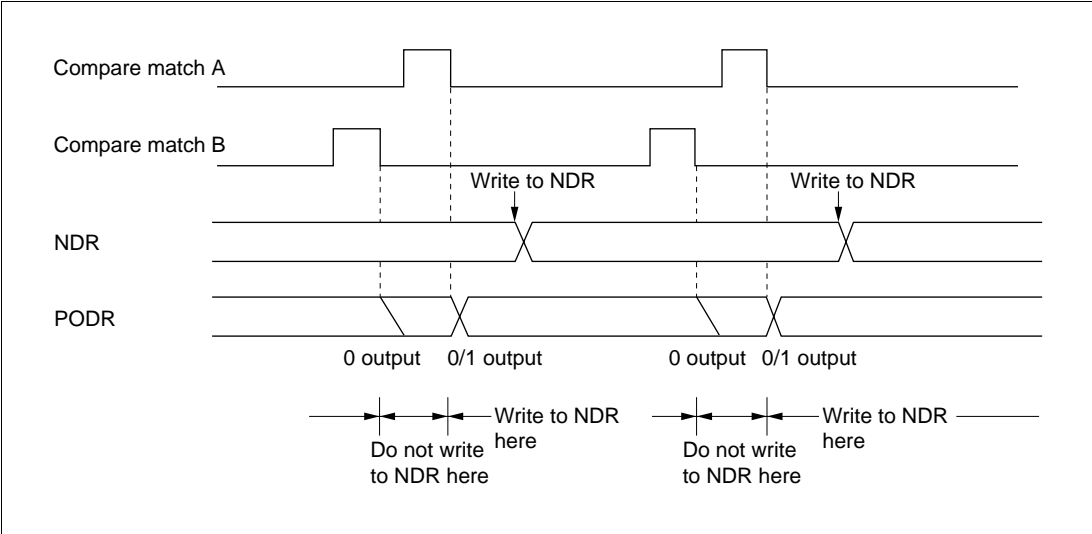 Compare match A
Compare match B
Write to NDR
Write to NDR
NDR
PODR
0 output
0/1 output
0 output
0/1 output
Write to NDR
here
Do not write
to NDR here
Write to NDR
here
Do not write
to NDR here